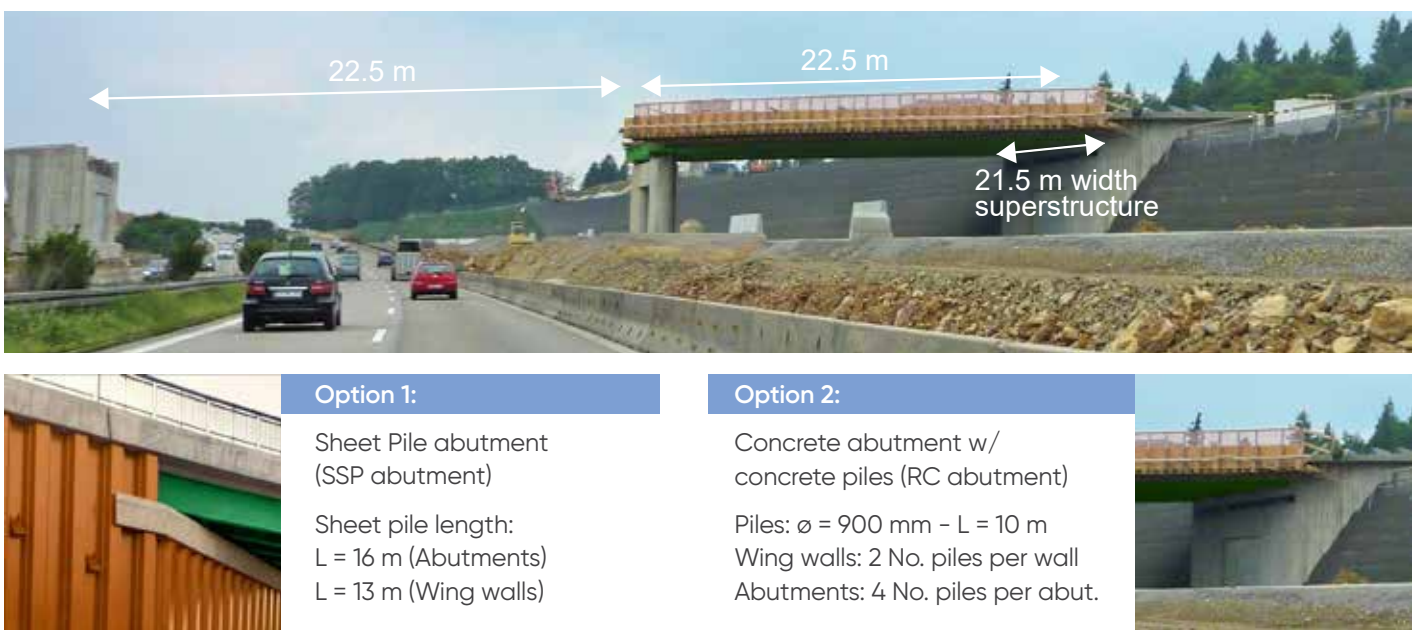 22.5 m
22.5 m
21.5 m width
superstructure
Option 1:
Sheet Pile abutment
(SSP abutment)
Sheet pile length:
L = 16 m (Abutments)
L = 13 m (Wing walls)
Option 2:
Concrete abutment w/
concrete piles (RC abutment)
Piles: ø = 900 mm - L = 10 m
Wing walls: 2 No. piles per wall
Abutments: 4 No. piles per abut.